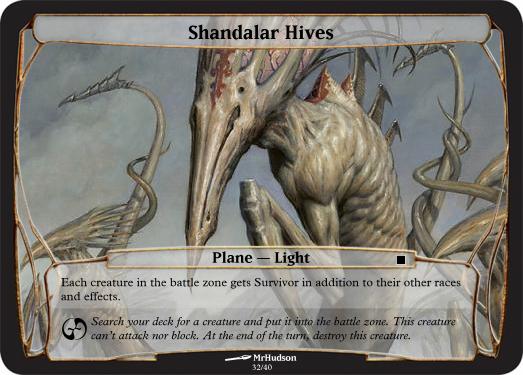 Shandalar Hives
Plane — Light
Each creature in the battle zone gets Survivor in addition to their other races
and effects.
Search your deck for a creature and put it into the battle zone. This creature
can't attack nor block. At the end of the turn, destroy this creature.
MrHudson
32/40